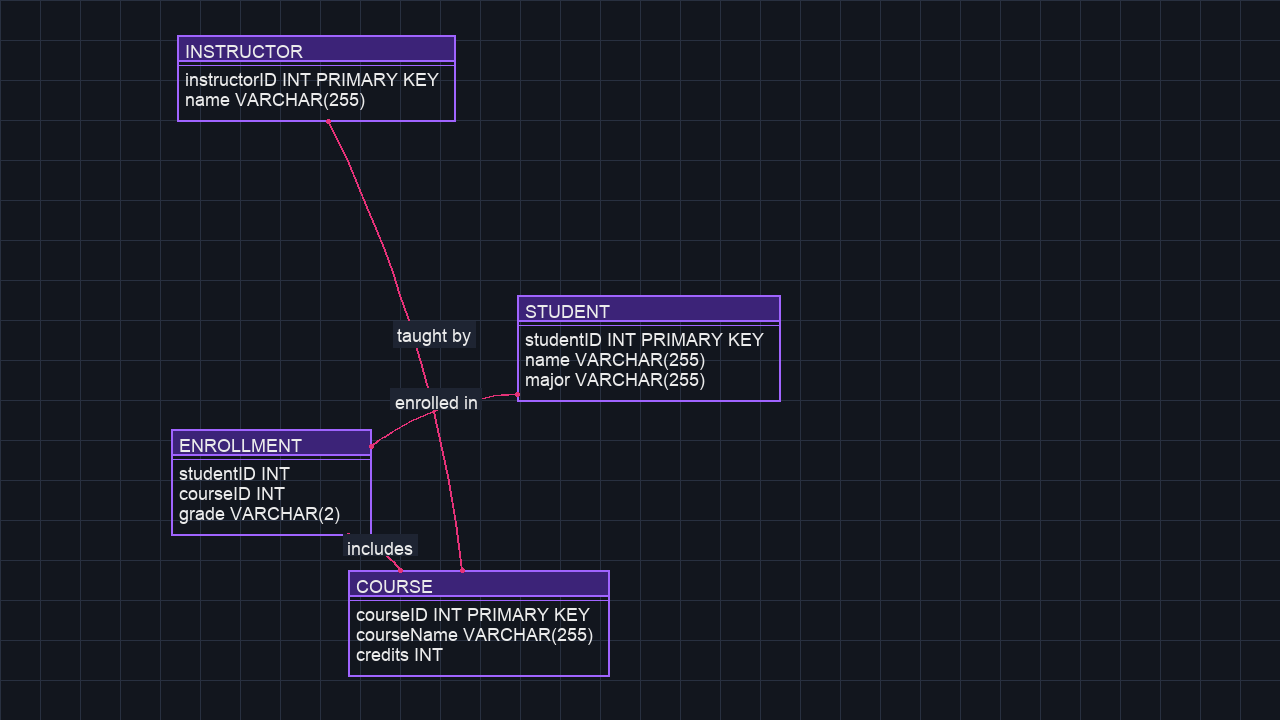 INSTRUCTOR
instructorID INT PRIMARY KEY
name VARCHAR(255)
taught by
STUDENT
studentID INT PRIMARY KEY
name VARCHAR(255)
major VARCHAR(255)
enrolled in
ENROLLMENT
studentID INT
courseID INT
grade VARCHAR(2)
includes
COURSE
courseID INT PRIMARY KEY
courseName VARCHAR(255)
credits INT